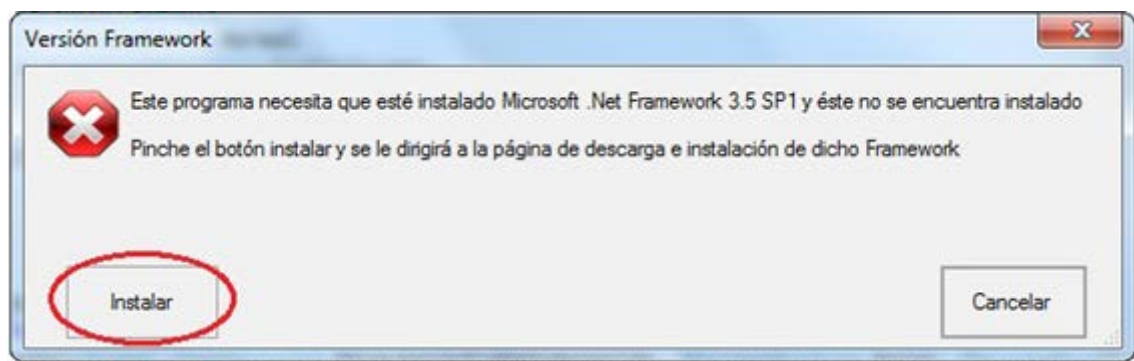 Versión Framework
Este programa necesita que esté instalado Microsoft .Net Framework 3.5 SP1 y éste no se encuentra instalado
Pinche el botón instalar y se le dirigirá a la página de descarga e instalación de dicho Framework
Instalar
Cancelar